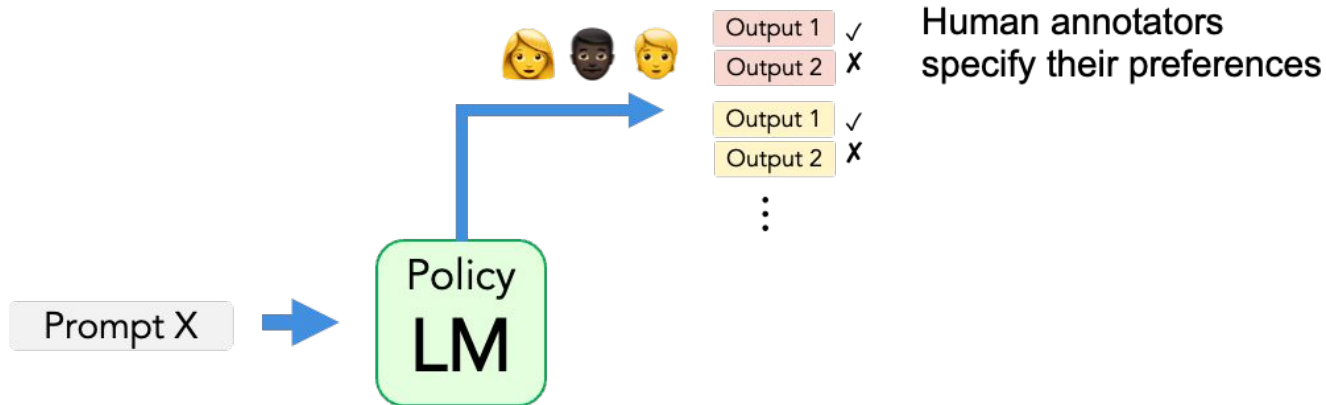 Output 1 ✓
Output 2 ✗
Human annotators
specify their preferences
Output 1 ✓
Output 2 ✗
⋮
Policy
LM
Prompt X